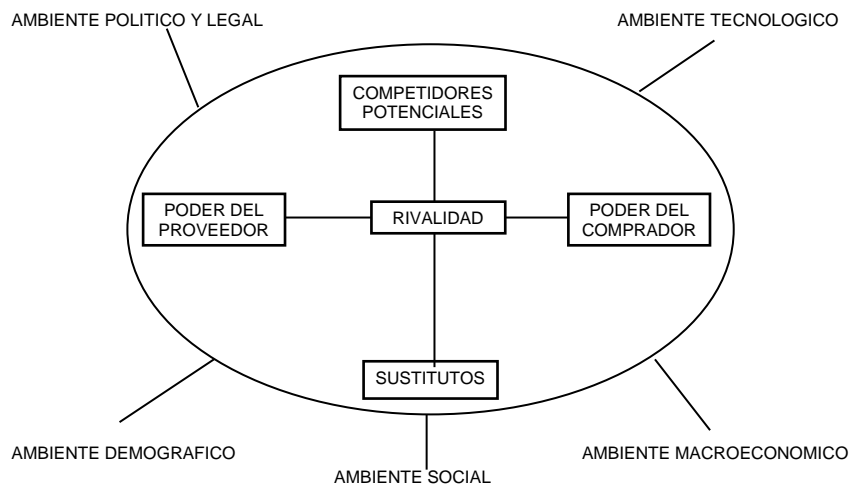 AMBIENTE POLITICO Y LEGAL
AMBIENTE TECNOLOGICO
COMPETIDORES
POTENCIALES
PODER DEL
PROVEEDOR
RIVALIDAD
PODER DEL
COMPRADOR
SUSTITUTOS
AMBIENTE DEMOGRAFICO
AMBIENTE MACROECONOMICO
AMBIENTE SOCIAL